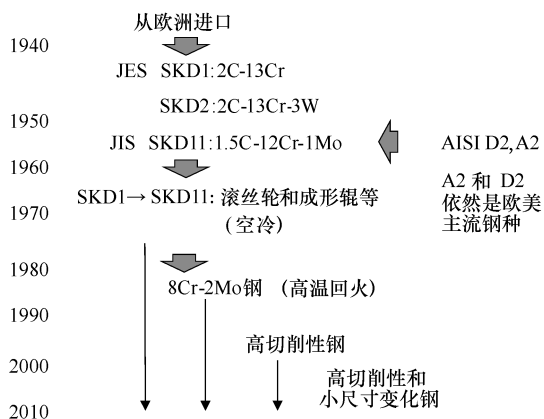 从欧洲进口
1940
JES SKD1:2C-13Cr
SKD2:2C-13Cr-3W
1950
JIS SKD11:1.5C-12Cr-1Mo
AISI D2,A2
1960
A2 和 D2
依然是欧美
主流钢种
SKD1→SKD11:滚丝轮和成形辊等
(空冷)
1970
1980
8Cr-2Mo钢 (高温回火)
1990
高切削性钢
2000
高切削性和
小尺寸变化钢
2010